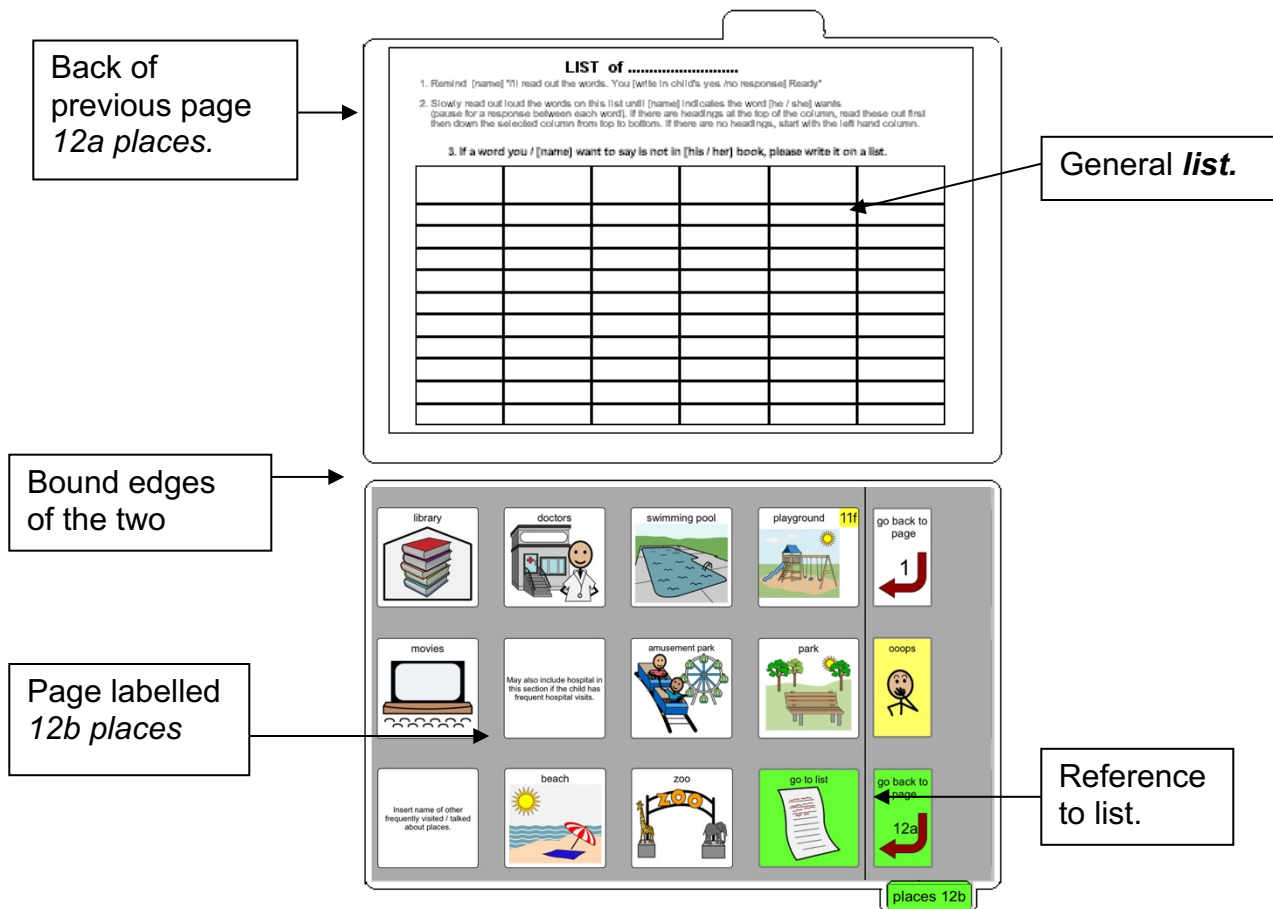 Back of
previous page
12a places.
LIST of ..........................
1. Remind [name] "I'll read out the words. You [write in child's yes /no response] Ready"
2. Slowly read out loud the words on this list until [name] indicates the word [he / she] wants
(pause for a response between each word]. If there are headings at the top of the column, read these out first
then down the selected column from top to bottom. If there are no headings, start with the left hand column.
3. If a word you / [name] want to say is not in [his / her] book, please write it on a list.
General list.
Bound edges
of the two
library
doctors
swimming pool
playground
11f
go back to
page
1
movies
May also include hospital in
this section if the child has
frequent hospital visits.
amusement park
park
ooops
Page labelled
12b places
Insert name of other
frequently visited / talked
about places.
beach
zoo
ZOO
go to list
go back to
page
12a
Reference
to list.
places 12b